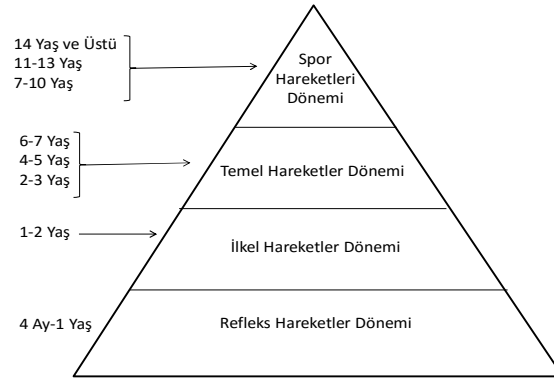 14 Yaş ve Üstü
11-13 Yaş
7-10 Yaş
Spor
Hareketleri
Dönemi
6-7 Yaş
4-5 Yaş
2-3 Yaş
Temel Hareketler Dönemi
1-2 Yaş
İlkel Hareketler Dönemi
4 Ay-1 Yaş
Refleks Hareketler Dönemi